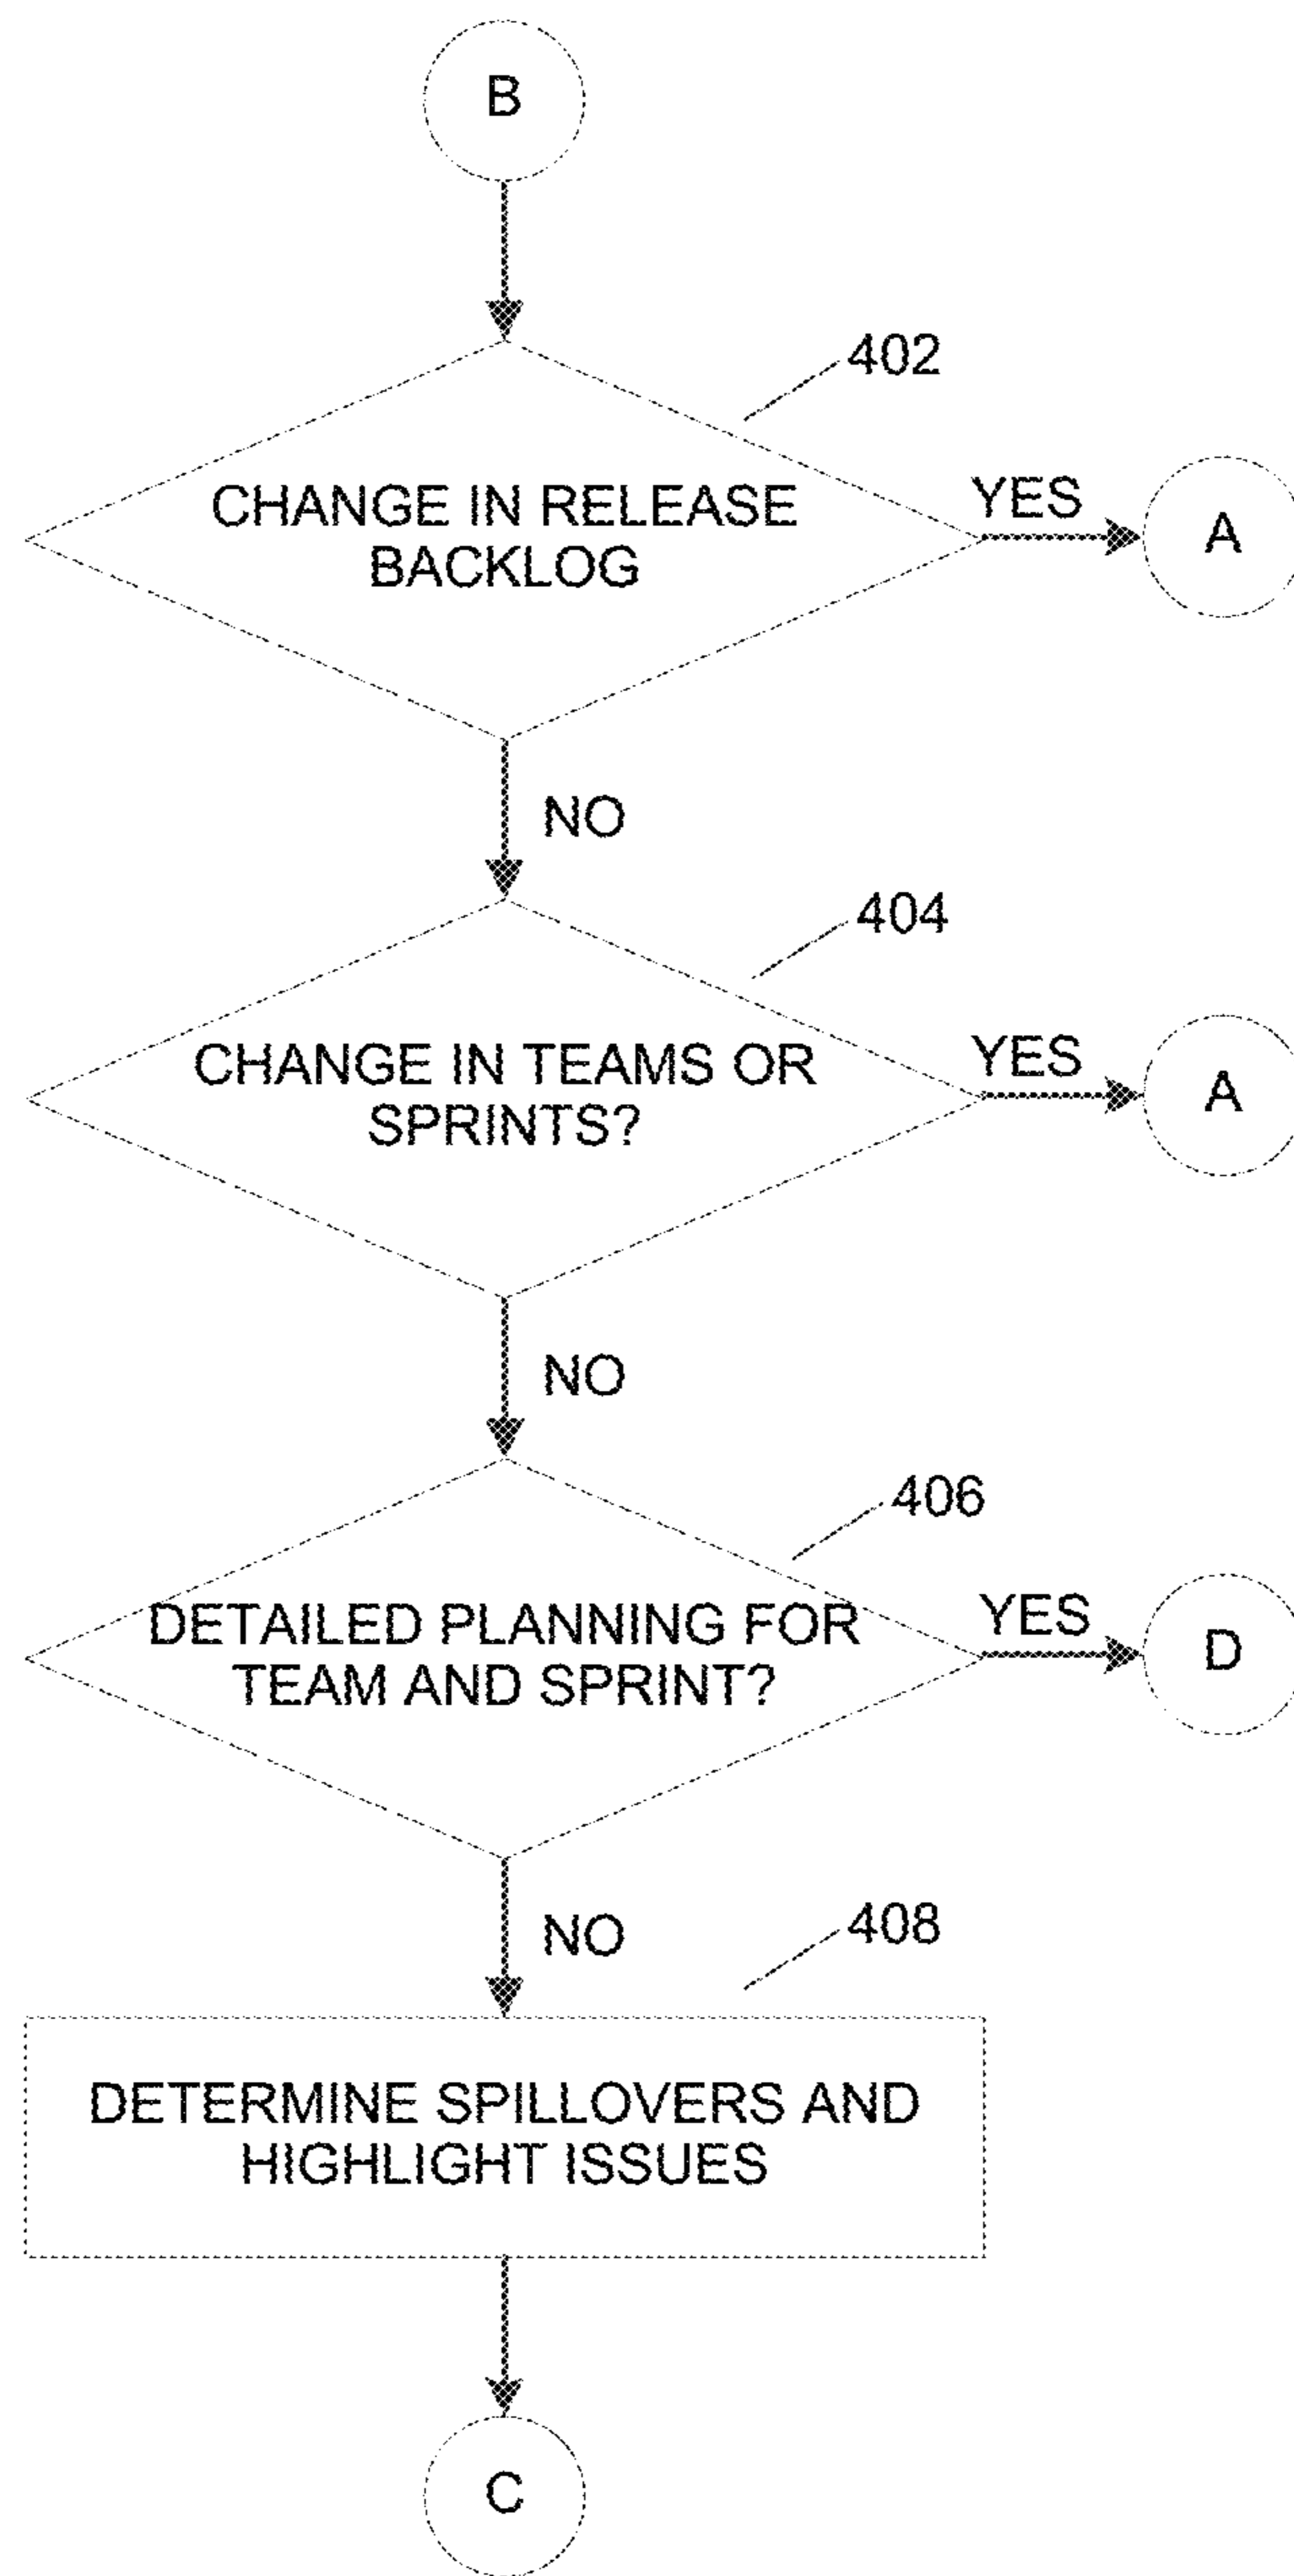 B
402
CHANGE IN RELEASE
BACKLOG
YES
A
NO
404
CHANGE IN TEAMS OR
SPRINTS?
YES
A
NO
406
DETAILED PLANNING FOR
TEAM AND SPRINT?
YES
D
NO
408
DETERMINE SPILLOVERS AND
HIGHLIGHT ISSUES
C